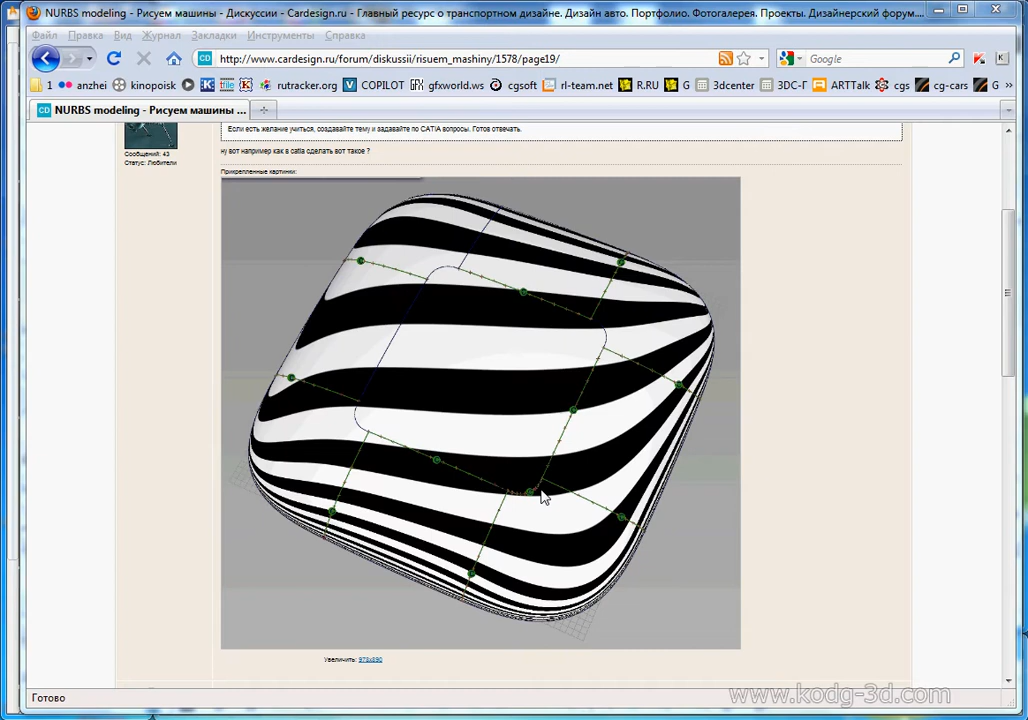 NURBS modeling - Рисуем машины - Дискуссии - Cardesign.ru - Главный ресурс о транспортном дизайне. Дизайн авто. Портфолио. Фотогалерея. Проекты. Дизайнерский форум....
Файл Правка Вид Журнал Закладки Инструменты Справка
CD http://www.cardesign.ru/forum/diskussii/risuem_mashiny/1578/page19/ Google
1 anzhei kinopoisk rutracker.org COPILOT gfxworld.ws cgsoft rl-team.net R.RU G 3dcenter 3DC-Г ARTTalk cgs cg-cars G »
CD NURBS modeling - Рисуем машины ...
Если есть желание учиться, создавайте тему и задавайте по CATIA вопросы. Готов отвечать.
Сообщений: 43
Статус: Любители
ну вот например как в catia сделать вот такое ?
Прикрепленные картинки:
Увеличить: 978x890
Готово
www.kodg-3d.com